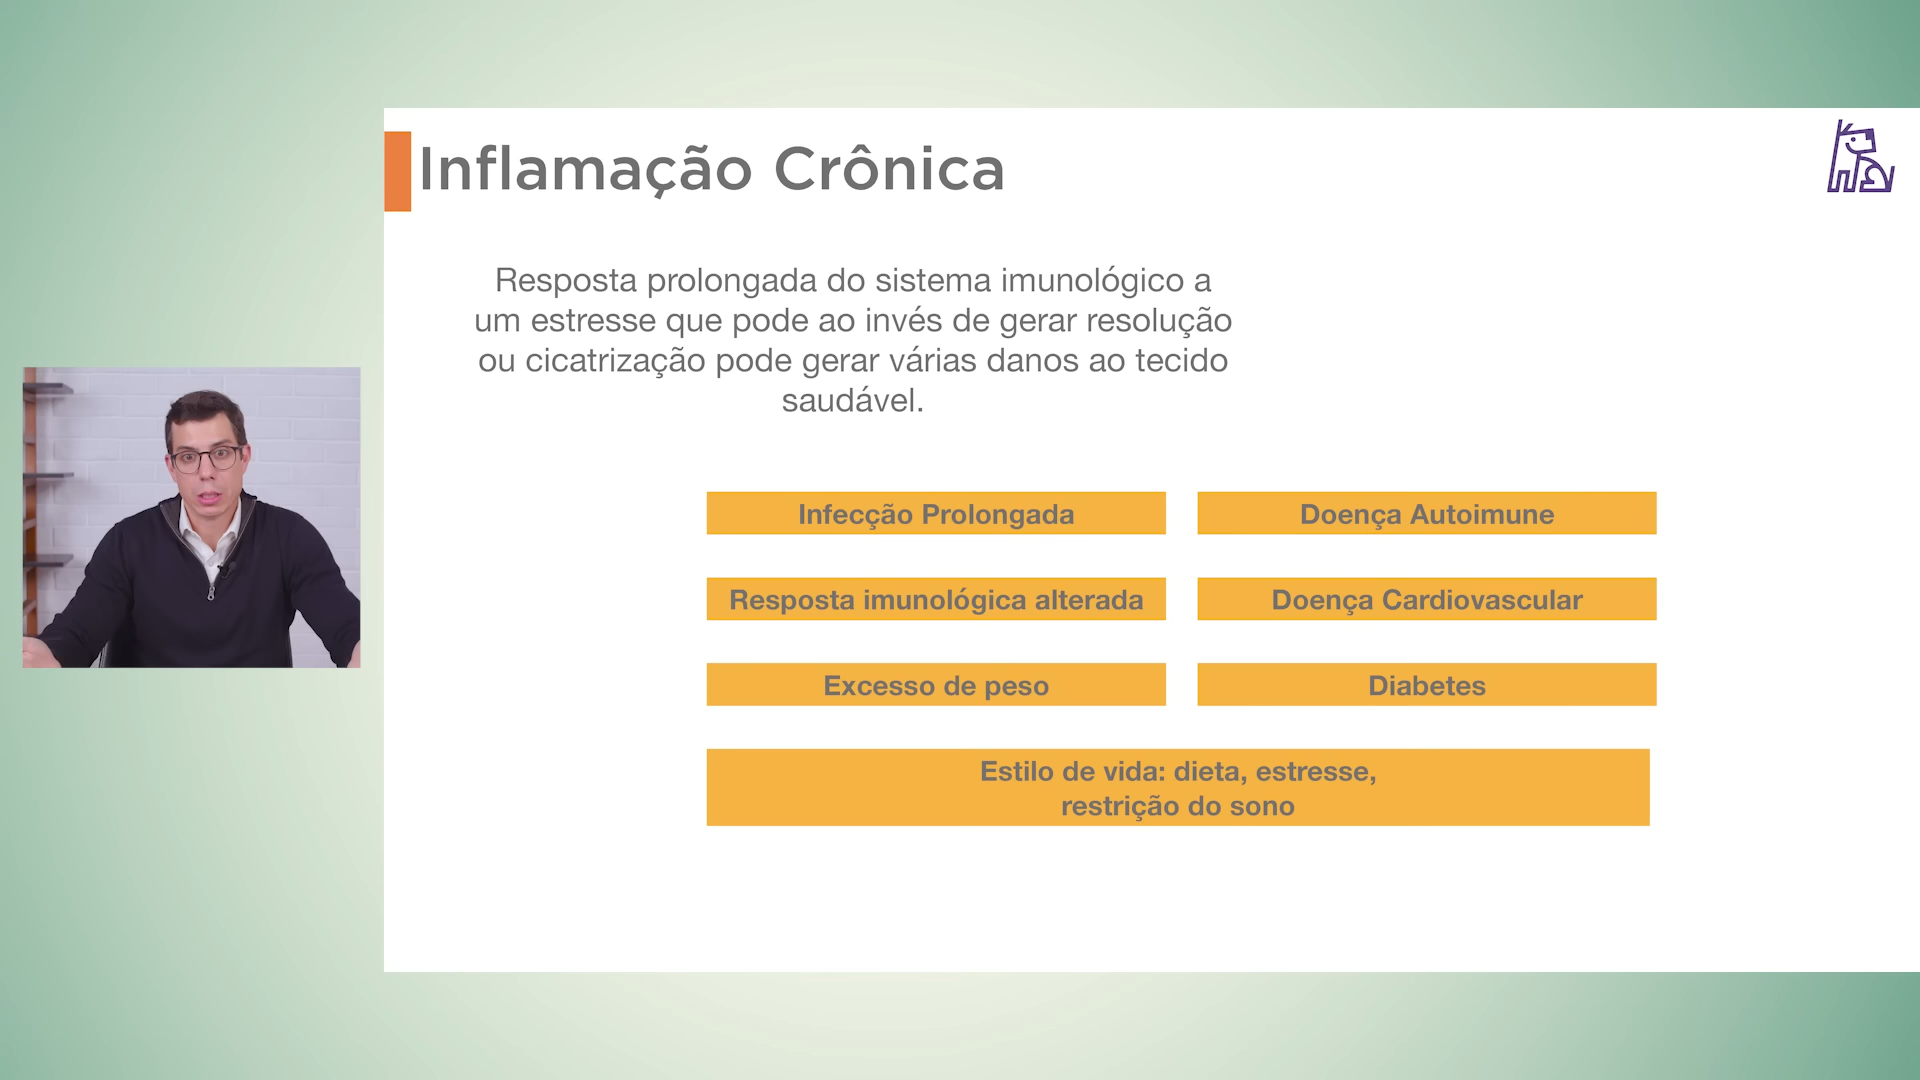 Inflamação Crônica
Resposta prolongada do sistema imunológico a
um estresse que pode ao invés de gerar resolução
ou cicatrização pode gerar várias danos ao tecido
saudável.
Infecção Prolongada
Doença Autoimune
Resposta imunológica alterada
Doença Cardiovascular
Excesso de peso
Diabetes
Estilo de vida: dieta, estresse,
restrição do sono